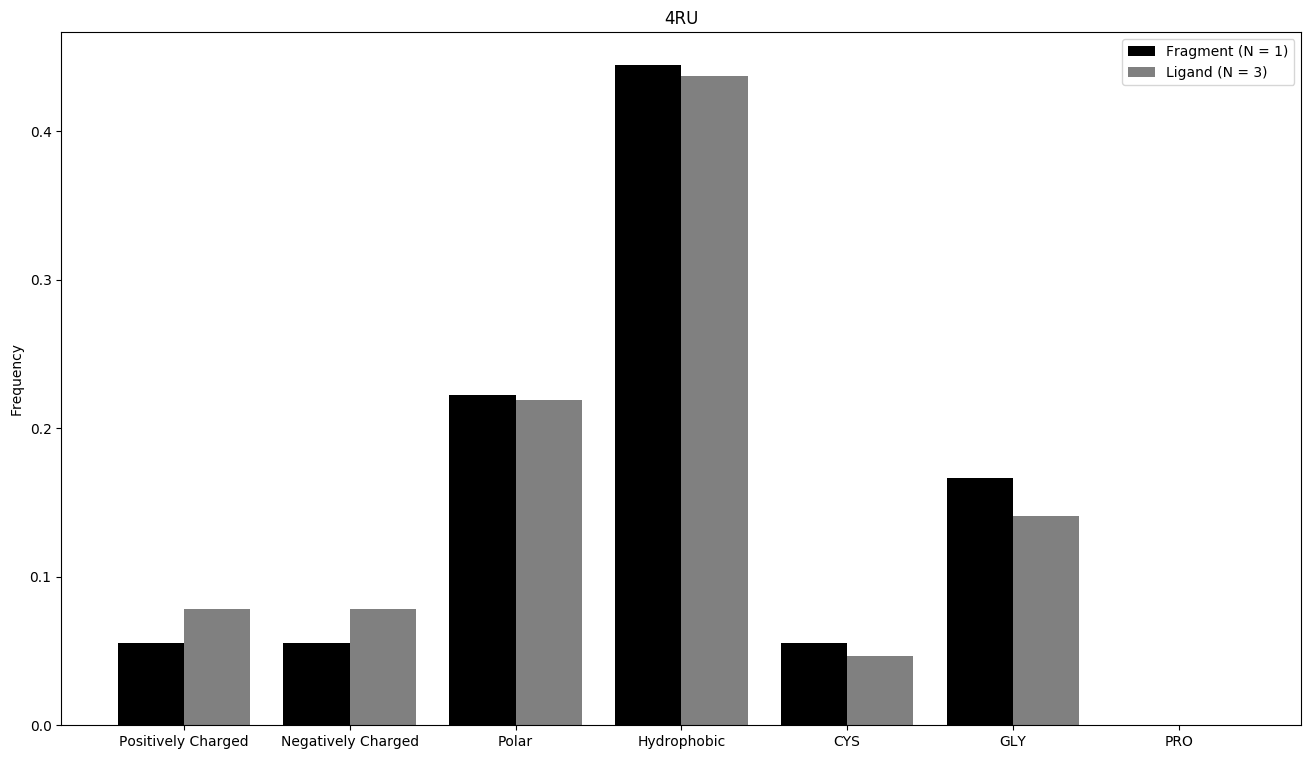 4RU
Fragment (N = 1)
Ligand (N = 3)
Frequency
0.4
0.3
0.2
0.1
0.0
Positively Charged
Negatively Charged
Polar
Hydrophobic
CYS
GLY
PRO